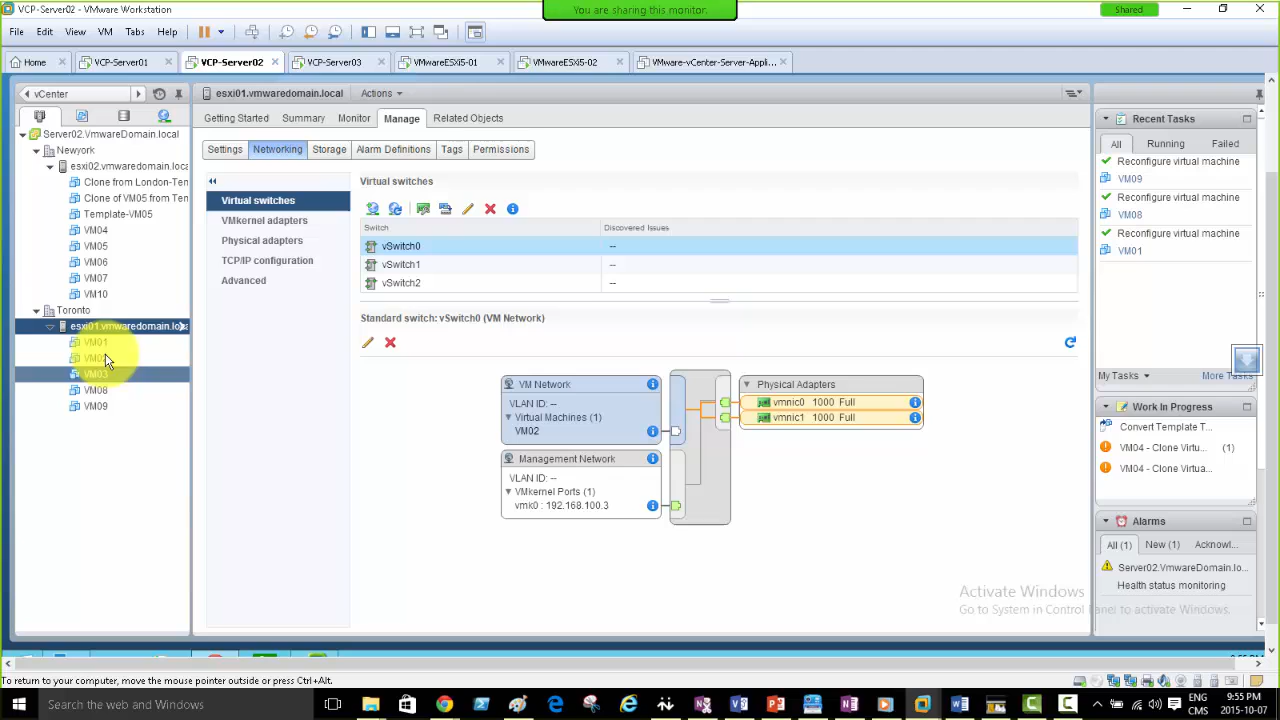 VCP-Server02 - VMware Workstation
You are sharing this monitor.
Shared
File Edit View VM Tabs Help
Home VCP-Server01 VCP-Server02 VCP-Server03 VMwareESXi5-01 VMwareESXi5-02 VMware-vCenter-Server-Appli...
vCenter
esxi01.vmwaredomain.local Actions
Getting Started Summary Monitor Manage Related Objects
Settings Networking Storage Alarm Definitions Tags Permissions
Server02.VmwareDomain.local
Newyork
esxi02.vmwaredomain.loca
Clone from London-Ten
Clone of VM05 from Ten
Template-VM05
VM04
VM05
VM06
VM07
VM10
Toronto
esxi01.vmwaredomain.loca
VM01
VM03
VM08
VM09
Virtual switches
VMkernel adapters
Physical adapters
TCP/IP configuration
Advanced
Virtual switches
Switch Discovered Issues
vSwitch0 --
vSwitch1 --
vSwitch2 --
Standard switch: vSwitch0 (VM Network)
VM Network
VLAN ID: --
Virtual Machines (1)
VM02
Management Network
VLAN ID: --
VMkernel Ports (1)
vmk0 : 192.168.100.3
Physical Adapters
vmnic0 1000 Full
vmnic1 1000 Full
Recent Tasks
All Running Failed
Reconfigure virtual machine
VM09
Reconfigure virtual machine
VM08
Reconfigure virtual machine
VM01
My Tasks More Tasks
Work In Progress
Convert Template T...
VM04 - Clone Virtu... (1)
VM04 - Clone Virtua...
Alarms
All (1) New (1) Acknowl...
Server02.VmwareDomain.lo...
Health status monitoring
Activate Windows
Go to System in Control Panel to activate Windows.
To return to your computer, move the mouse pointer outside or press Ctrl+Alt.
Search the web and Windows
ENG
CMS
9:55 PM
2015-10-07